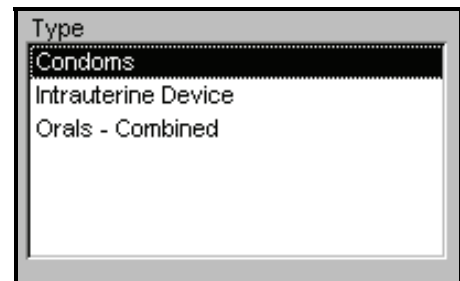 Type
Condoms
Intrauterine Device
Orals - Combined